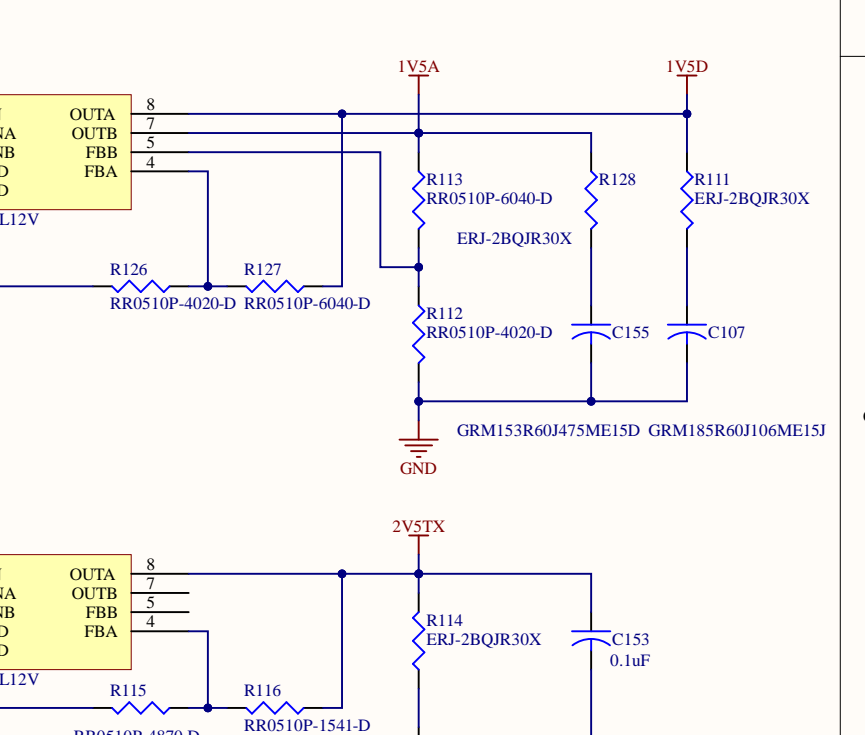 1V5A
1V5D
OUTA 8
NA OUTB 7
NB FBB 5
D FBA 4
D
L12V
R113
RR0510P-6040-D
R128
ERJ-2BQJR30X
R111
ERJ-2BQJR30X
R126
RR0510P-4020-D
R127
RR0510P-6040-D
R112
RR0510P-4020-D
C155
C107
GRM153R60J475ME15D
GRM185R60J106ME15J
GND
2V5TX
OUTA 8
NA OUTB 7
NB FBB 5
D FBA 4
D
L12V
R114
ERJ-2BQJR30X
C153
0.1uF
R115
RR0510P-4870-D
R116
RR0510P-1541-D